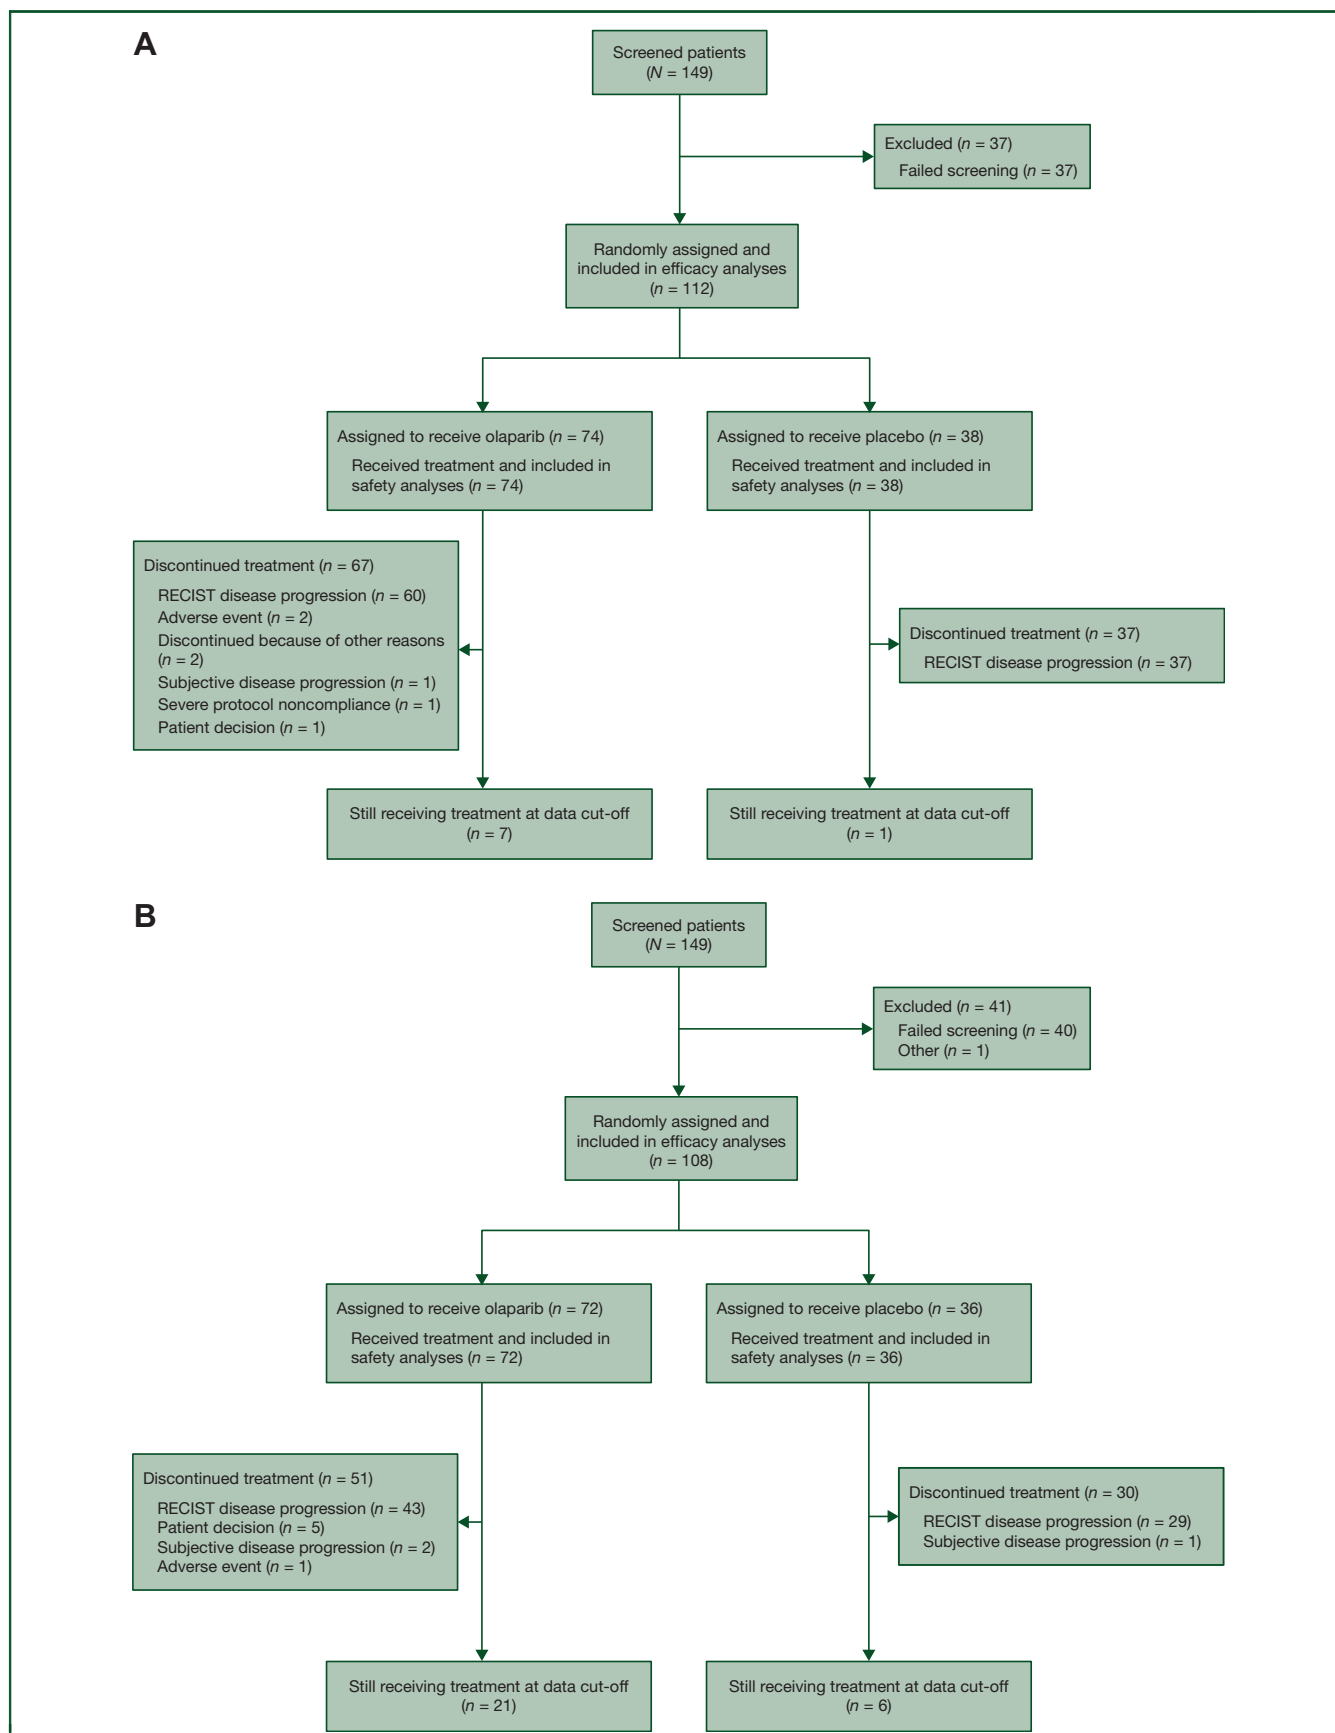 A
Screened patients
(N = 149)
Excluded (n = 37)
Failed screening (n = 37)
Randomly assigned and
included in efficacy analyses
(n = 112)
Assigned to receive olaparib (n = 74)
Received treatment and included in
safety analyses (n = 74)
Assigned to receive placebo (n = 38)
Received treatment and included in
safety analyses (n = 38)
Discontinued treatment (n = 67)
RECIST disease progression (n = 60)
Adverse event (n = 2)
Discontinued because of other reasons
(n = 2)
Subjective disease progression (n = 1)
Severe protocol noncompliance (n = 1)
Patient decision (n = 1)
Discontinued treatment (n = 37)
RECIST disease progression (n = 37)
Still receiving treatment at data cut-off
(n = 7)
Still receiving treatment at data cut-off
(n = 1)
B
Screened patients
(N = 149)
Excluded (n = 41)
Failed screening (n = 40)
Other (n = 1)
Randomly assigned and
included in efficacy analyses
(n = 108)
Assigned to receive olaparib (n = 72)
Received treatment and included in
safety analyses (n = 72)
Assigned to receive placebo (n = 36)
Received treatment and included in
safety analyses (n = 36)
Discontinued treatment (n = 51)
RECIST disease progression (n = 43)
Patient decision (n = 5)
Subjective disease progression (n = 2)
Adverse event (n = 1)
Discontinued treatment (n = 30)
RECIST disease progression (n = 29)
Subjective disease progression (n = 1)
Still receiving treatment at data cut-off
(n = 21)
Still receiving treatment at data cut-off
(n = 6)